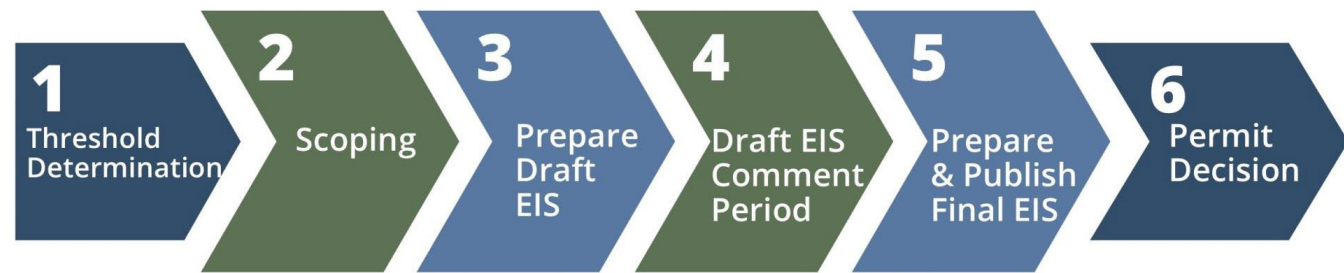 1
Threshold
Determination
2
Scoping
3
Prepare
Draft
EIS
4
Draft EIS
Comment
Period
5
Prepare
& Publish
Final EIS
6
Permit
Decision